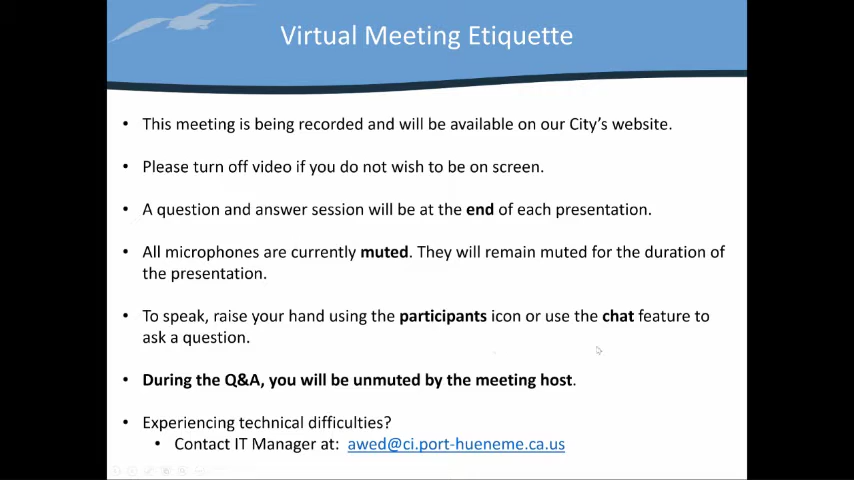 Virtual Meeting Etiquette
• This meeting is being recorded and will be available on our City's website.
• Please turn off video if you do not wish to be on screen.
• A question and answer session will be at the end of each presentation.
• All microphones are currently muted. They will remain muted for the duration of
the presentation.
• To speak, raise your hand using the participants icon or use the chat feature to
ask a question.
• During the Q&A, you will be unmuted by the meeting host.
• Experiencing technical difficulties?
• Contact IT Manager at: awed@ci.port-hueneme.ca.us